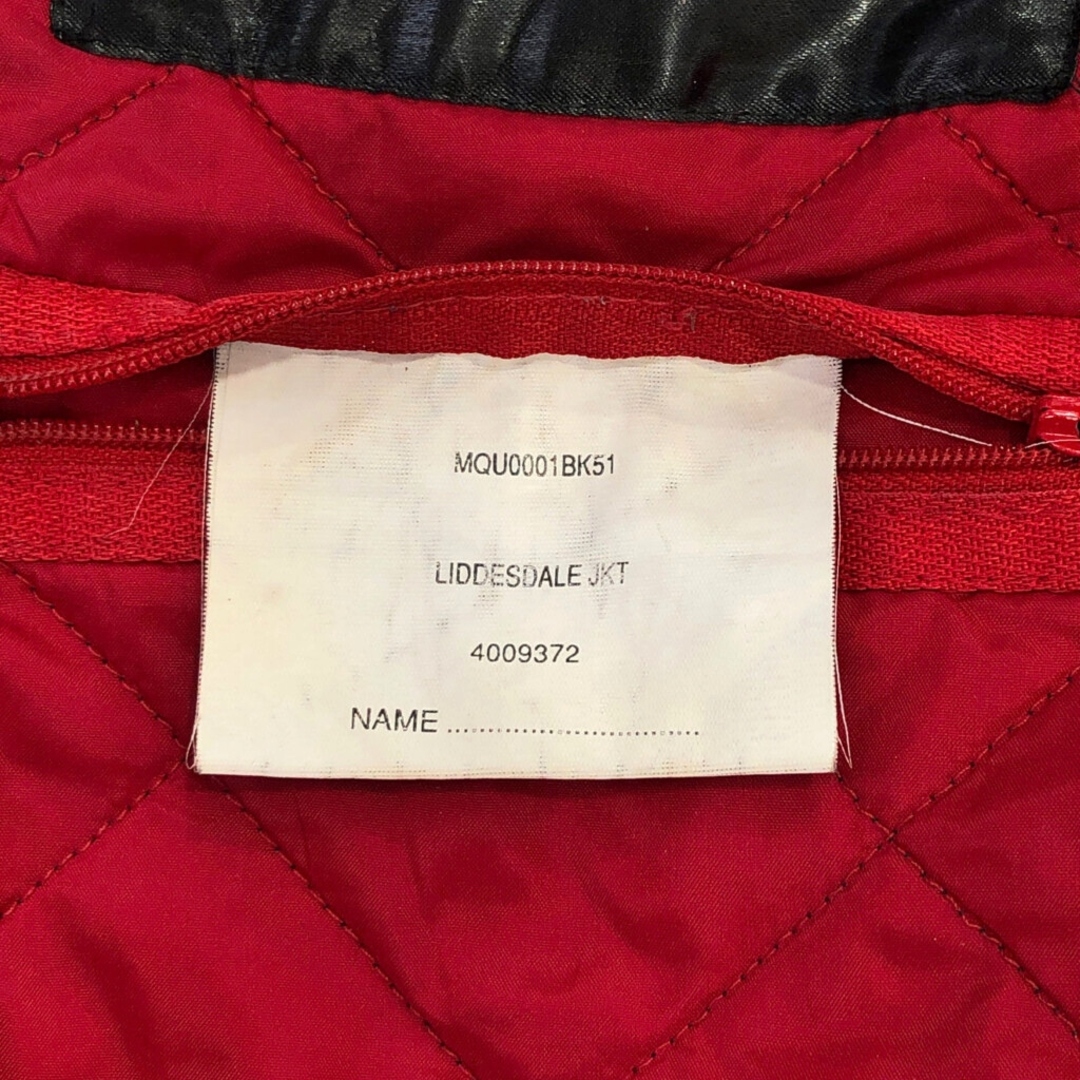 MQU0001BK51
LIDDESDALE JKT
4009372
NAME ................................